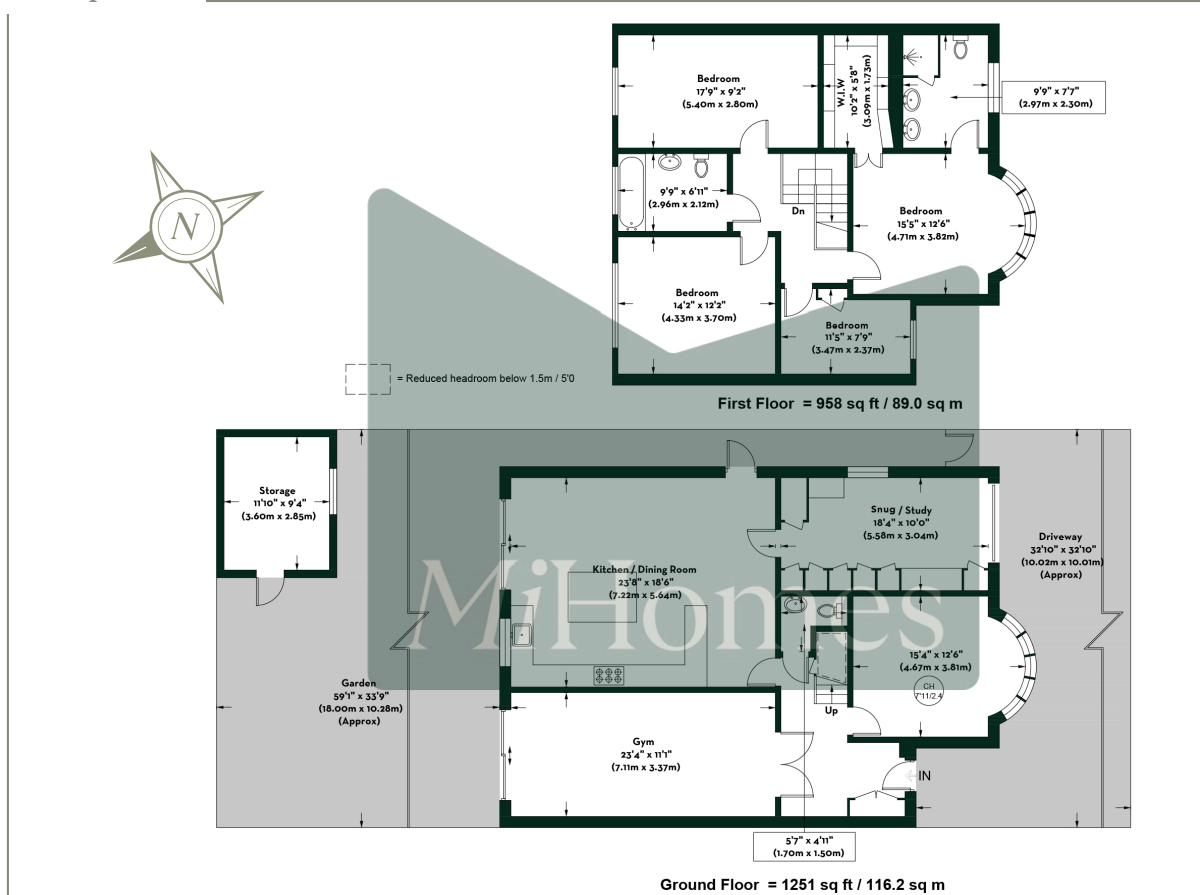 Bedroom
17'9" x 9'2"
(5.40m x 2.80m)
W.I.W
10'2" x 5'8"
(3.09m x 1.73m)
9'9" x 7'7"
(2.97m x 2.30m)
9'9" x 6'11"
(2.96m x 2.12m)
Dn
Bedroom
15'5" x 12'6"
(4.71m x 3.82m)
N
Bedroom
14'2" x 12'2"
(4.33m x 3.70m)
Bedroom
11'5" x 7'9"
(3.47m x 2.37m)
= Reduced headroom below 1.5m / 5'0
First Floor = 958 sq ft / 89.0 sq m
Storage
11'10" x 9'4"
(3.60m x 2.85m)
Snug / Study
18'4" x 10'0"
(5.58m x 3.04m)
Driveway
32'10" x 32'10"
(10.02m x 10.01m)
(Approx)
Kitchen / Dining Room
23'8" x 18'6"
(7.22m x 5.64m)
MiHomes
15'4" x 12'6"
(4.67m x 3.81m)
CH
7'11/2.4
Garden
59'1" x 33'9"
(18.00m x 10.28m)
(Approx)
Up
Gym
23'4" x 11'1"
(7.11m x 3.37m)
IN
5'7" x 4'11"
(1.70m x 1.50m)
Ground Floor = 1251 sq ft / 116.2 sq m